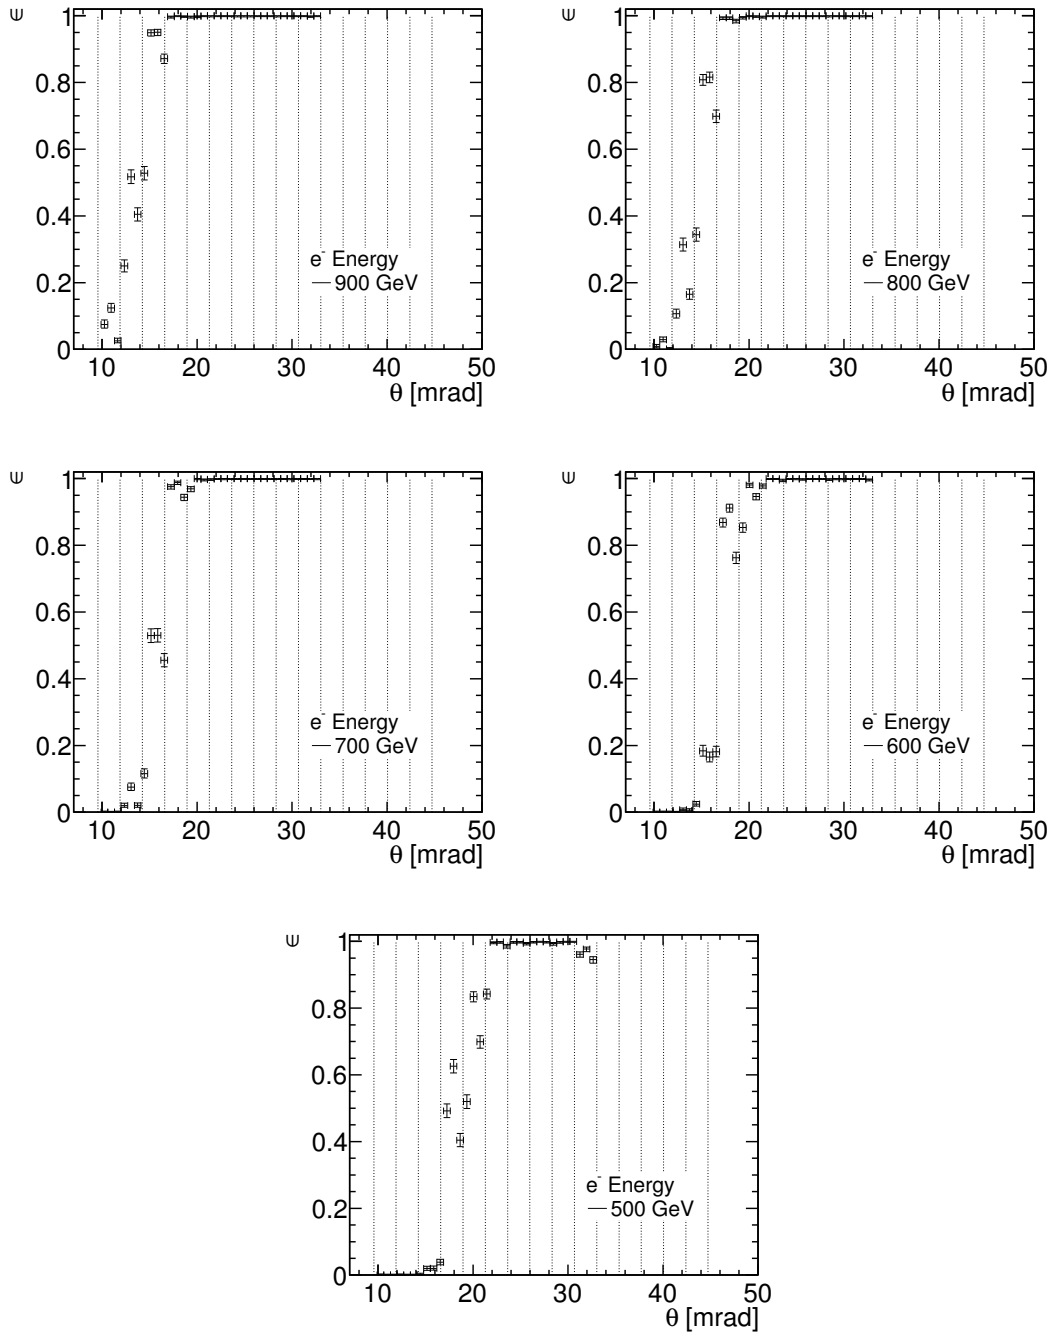 ∈ 1 ∈ 1
0.8 0.8
0.6 0.6
0.4 0.4
e⁻ Energy e⁻ Energy
0.2 — 900 GeV 0.2 — 800 GeV
0 0
10 20 30 40 50 10 20 30 40 50
θ [mrad] θ [mrad]
∈ 1 ∈ 1
0.8 0.8
0.6 0.6
0.4 0.4
e⁻ Energy e⁻ Energy
0.2 — 700 GeV 0.2 — 600 GeV
0 0
10 20 30 40 50 10 20 30 40 50
θ [mrad] θ [mrad]
∈ 1
0.8
0.6
0.4
e⁻ Energy
0.2 — 500 GeV
0
10 20 30 40 50
θ [mrad]